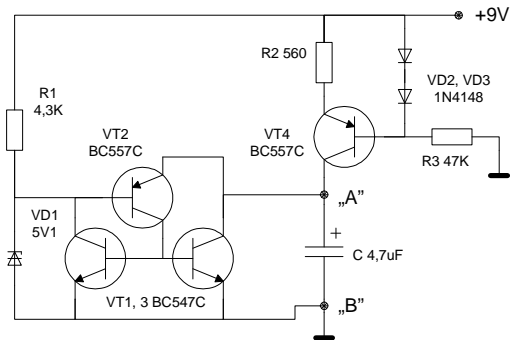 +9V
R2 560
VD2, VD3
1N4148
R1
4,3K
VT2
BC557C
VT4
BC557C
R3 47K
„A”
VD1
5V1
+
C 4,7uF
VT1, 3 BC547C
„B”